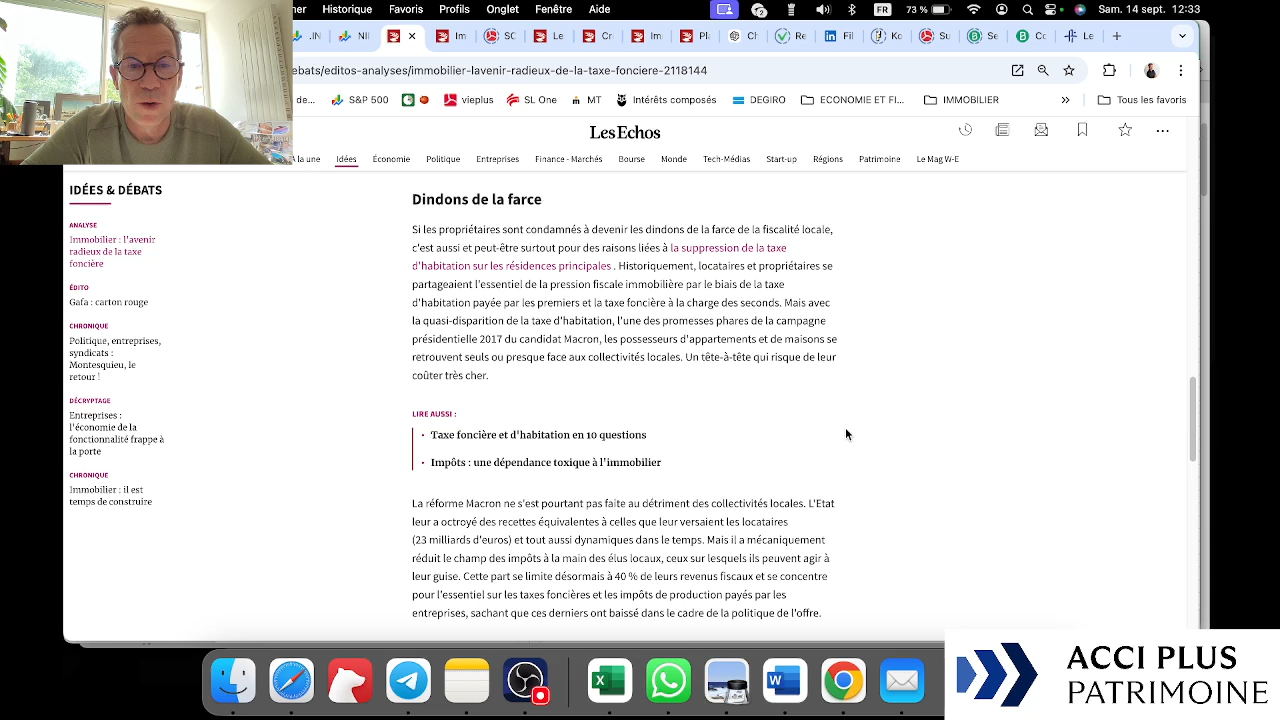 Historique Favoris Profils Onglet Fenêtre Aide FR 73 % Sam. 14 sept. 12:33
ebats/editos-analyses/immobilier-lavenir-radieux-de-la-taxe-fonciere-2118144
de... S&P 500 vieplus SL One MT Intérêts composés DEGIRO ECONOMIE ET FI... IMMOBILIER Tous les favoris
Les Echos
la une Idées Économie Politique Entreprises Finance - Marchés Bourse Monde Tech-Médias Start-up Régions Patrimoine Le Mag W-E
IDÉES & DÉBATS
ANALYSE
Immobilier : l'avenir
radieux de la taxe
foncière
ÉDITO
Gafa : carton rouge
CHRONIQUE
Politique, entreprises,
syndicats :
Montesquieu, le
retour !
DÉCRYPTAGE
Entreprises :
l'économie de la
fonctionnalité frappe à
la porte
CHRONIQUE
Immobilier : il est
temps de construire
Dindons de la farce
Si les propriétaires sont condamnés à devenir les dindons de la farce de la fiscalité locale,
c'est aussi et peut-être surtout pour des raisons liées à la suppression de la taxe
d'habitation sur les résidences principales . Historiquement, locataires et propriétaires se
partageaient l'essentiel de la pression fiscale immobilière par le biais de la taxe
d'habitation payée par les premiers et la taxe foncière à la charge des seconds. Mais avec
la quasi-disparition de la taxe d'habitation, l'une des promesses phares de la campagne
présidentielle 2017 du candidat Macron, les possesseurs d'appartements et de maisons se
retrouvent seuls ou presque face aux collectivités locales. Un tête-à-tête qui risque de leur
coûter très cher.
LIRE AUSSI :
• Taxe foncière et d'habitation en 10 questions
• Impôts : une dépendance toxique à l'immobilier
La réforme Macron ne s'est pourtant pas faite au détriment des collectivités locales. L'Etat
leur a octroyé des recettes équivalentes à celles que leur versaient les locataires
(23 milliards d'euros) et tout aussi dynamiques dans le temps. Mais il a mécaniquement
réduit le champ des impôts à la main des élus locaux, ceux sur lesquels ils peuvent agir à
leur guise. Cette part se limite désormais à 40 % de leurs revenus fiscaux et se concentre
pour l'essentiel sur les taxes foncières et les impôts de production payés par les
entreprises, sachant que ces derniers ont baissé dans le cadre de la politique de l'offre.
ACCI PLUS
PATRIMOINE